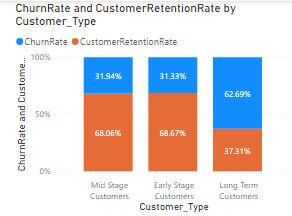 ChurnRate and CustomerRetentionRate by
Customer_Type
ChurnRate CustomerRetentionRate
ChurnRate and Custome...
100%
50%
0%
31.94%
68.06%
31.33%
68.67%
62.69%
37.31%
Mid Stage
Customers
Early Stage
Customers
Long Term
Customers
Customer_Type